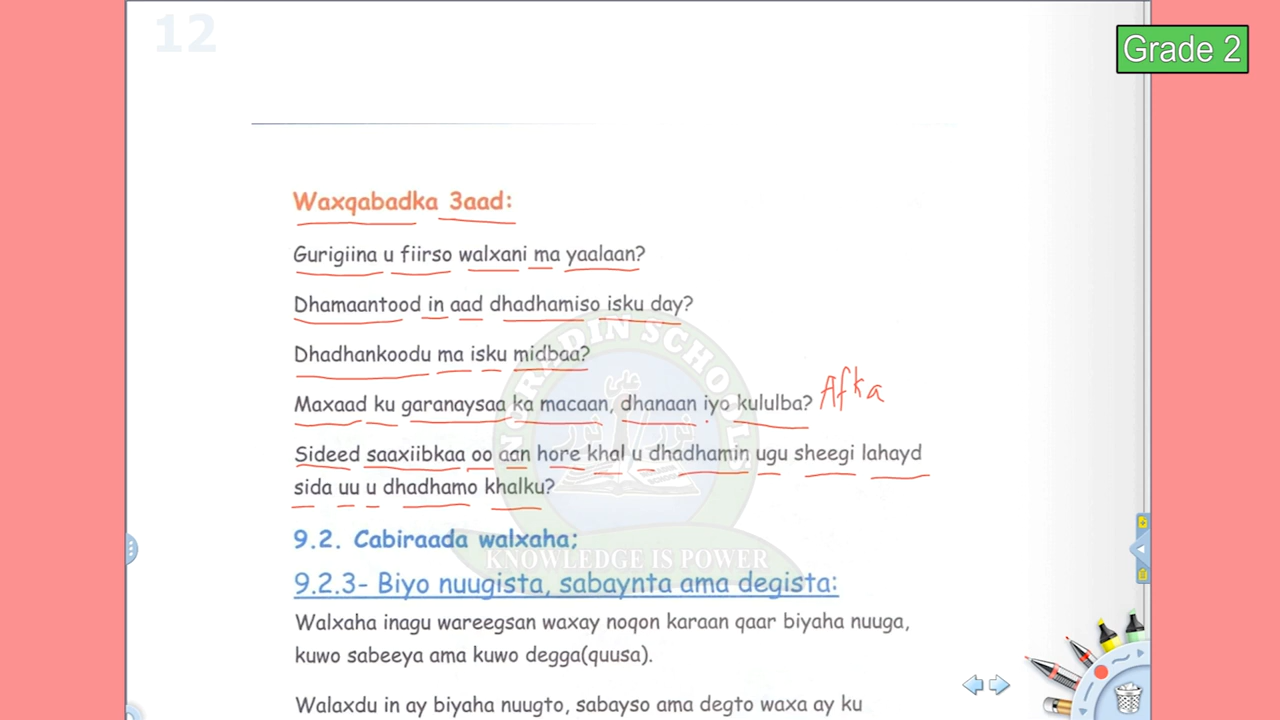 12
Grade 2
Waxqabadka 3aad:
Gurigiina u fiirso walxani ma yaalaan?
Dhamaantood in aad dhadhamiso isku day?
Dhadhankoodu ma isku midbaa?
Maxaad ku garanaysaa ka macaan, dhanaan iyo kululba? Afka
Sideed saaxiibkaa oo aan hore khal u dhadhamin ugu sheegi lahayd
sida uu u dhadhamo khalku?
9.2. Cabiraada walxaha;
9.2.3- Biyo nuugista, sabaynta ama degista:
Walxaha inagu wareegsan waxay noqon karaan qaar biyaha nuuga,
kuwo sabeeya ama kuwo degga(quusa).
Walaxdu in ay biyaha nuugto, sabayso ama degto waxa ay ku
NURADIN SCHOOLS
KNOWLEDGE IS POWER